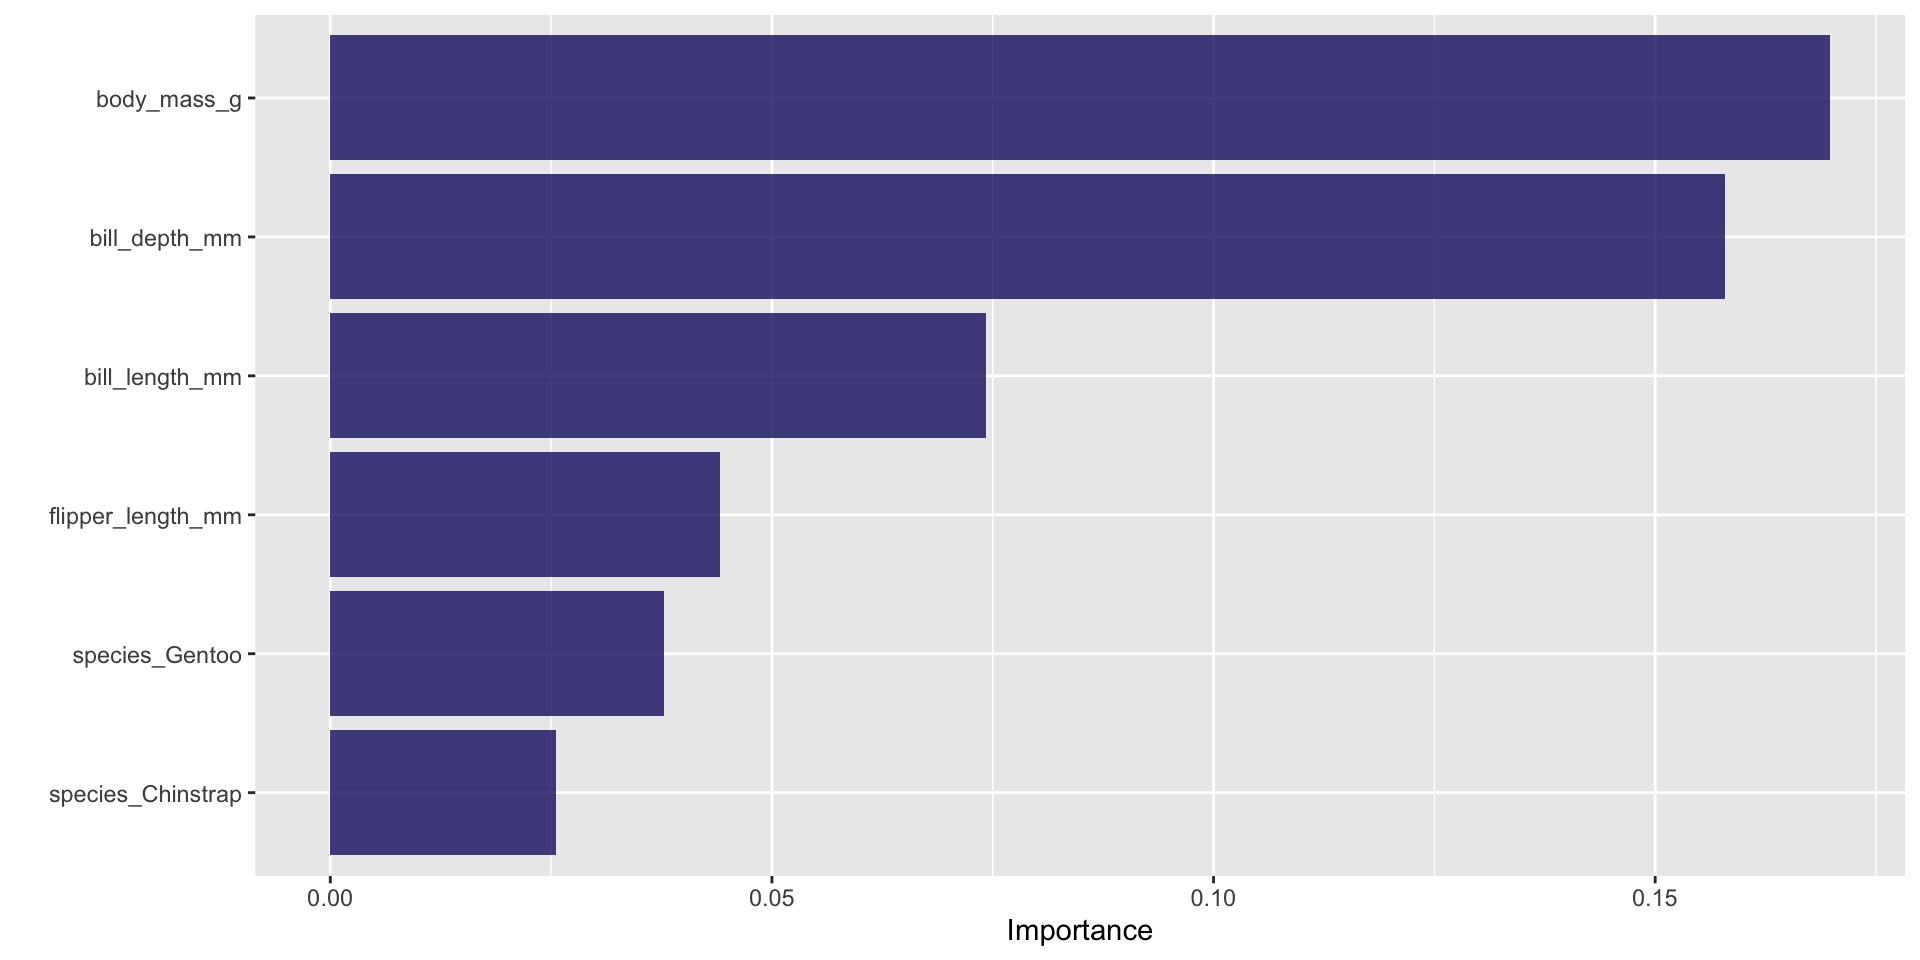 body_mass_g
bill_depth_mm
bill_length_mm
flipper_length_mm
species_Gentoo
species_Chinstrap
0.00 0.05 0.10 0.15
Importance